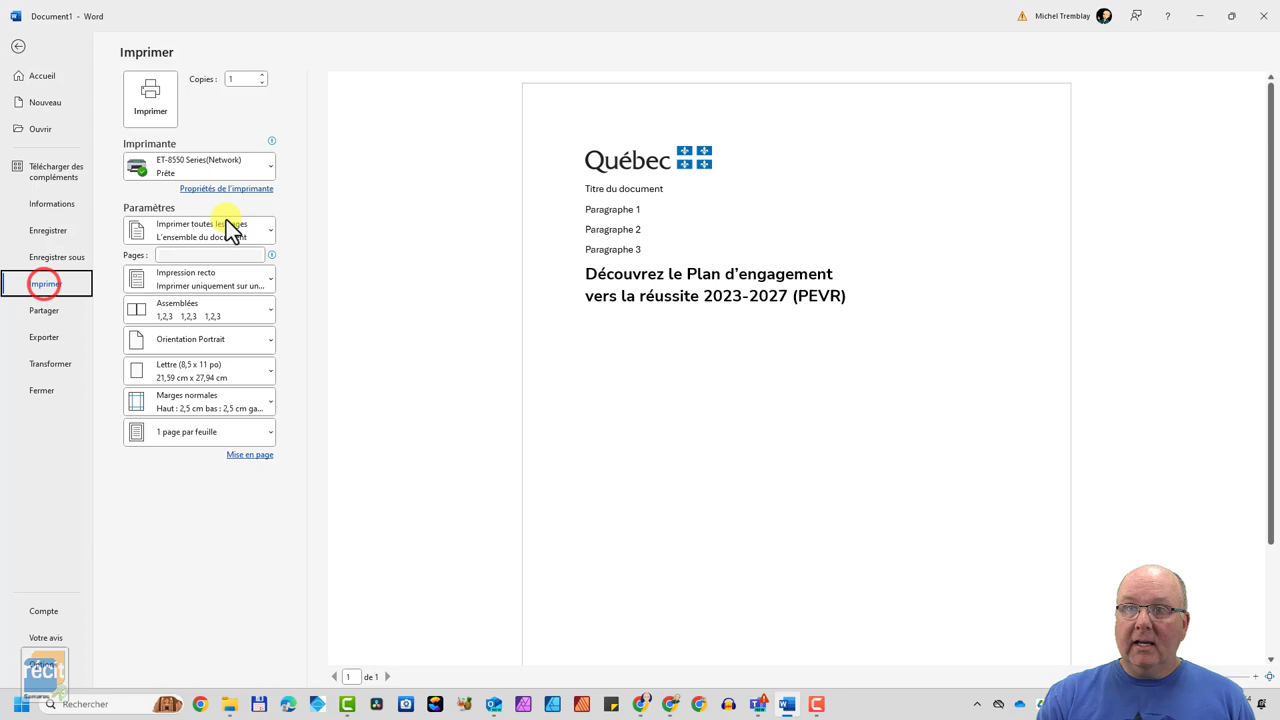 Document1 - Word
Michel Tremblay
?
Imprimer
Accueil
Nouveau
Ouvrir
Télécharger des
compléments
Informations
Enregistrer
Enregistrer sous
Imprimer
Partager
Exporter
Transformer
Fermer
Compte
Votre avis
Options
récit
Imprimer
Copies :
1
Imprimante
ET-8550 Series(Network)
Prête
Propriétés de l'imprimante
Paramètres
Imprimer toutes les pages
L'ensemble du document
Pages :
Impression recto
Imprimer uniquement sur un...
Assemblées
1,2,3 1,2,3 1,2,3
Orientation Portrait
Lettre (8,5 x 11 po)
21,59 cm x 27,94 cm
Marges normales
Haut : 2,5 cm bas : 2,5 cm ga...
1 page par feuille
Mise en page
Québec
Titre du document
Paragraphe 1
Paragraphe 2
Paragraphe 3
Découvrez le Plan d’engagement
vers la réussite 2023-2027 (PEVR)
1 de 1
Rechercher